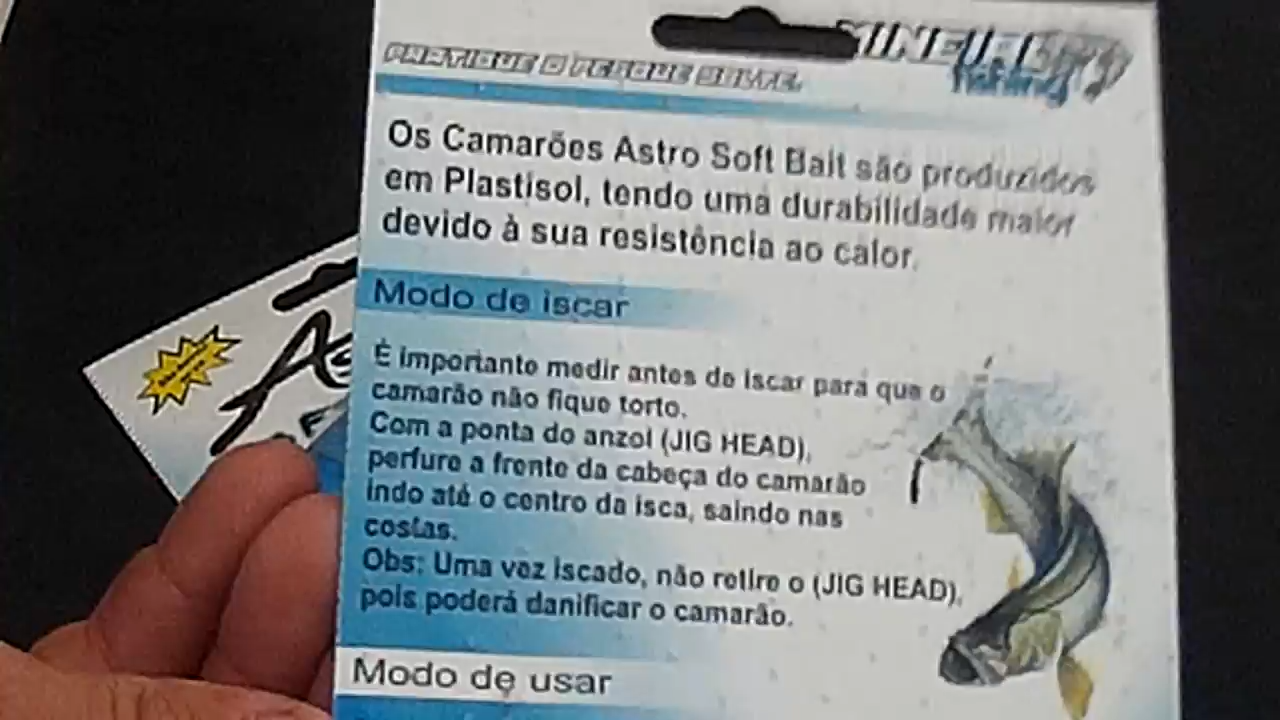 MINEIRO
fishing
PRATIQUE O PESQUE SOLTE.
Os Camarões Astro Soft Bait são produzidos
em Plastisol, tendo uma durabilidade maior
devido à sua resistência ao calor.
Modo de iscar
É importante medir antes de iscar para que o
camarão não fique torto.
Com a ponta do anzol (JIG HEAD),
perfure a frente da cabeça do camarão
indo até o centro da isca, saindo nas
costas.
Obs: Uma vez iscado, não retire o (JIG HEAD),
pois poderá danificar o camarão.
Modo de usar